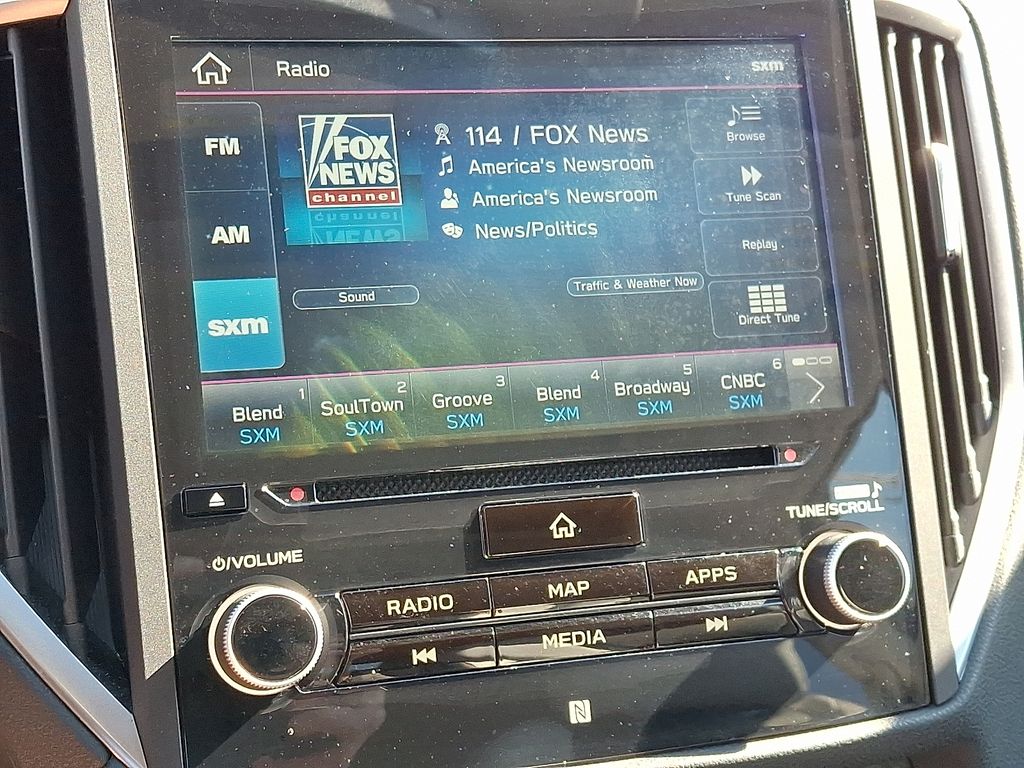 Radio
sxm
FM
AM
sxm
FOX
NEWS
channel
114 / FOX News
America's Newsroom
America's Newsroom
News/Politics
Browse
Tune Scan
Replay
Direct Tune
Sound
Traffic & Weather Now
1 Blend SXM
2 SoulTown SXM
3 Groove SXM
4 Blend SXM
5 Broadway SXM
6 CNBC SXM
/VOLUME
TUNE/SCROLL
RADIO
MAP
APPS
MEDIA
N